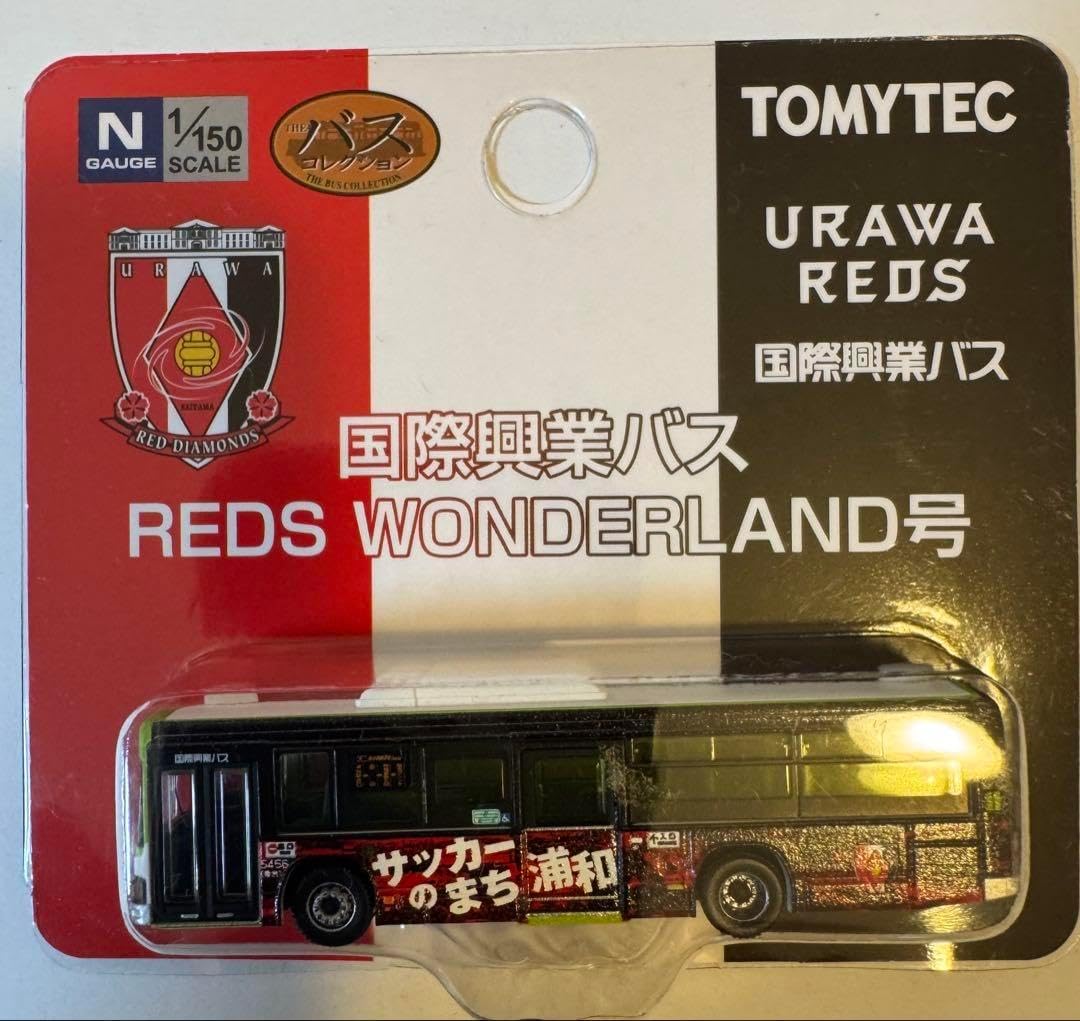 N
GAUGE
1/150
SCALE
THE
バス
コレクション
THE BUS COLLECTION
TOMYTEC
URAWA
REDS
国際興業バス
URAWA
SAITAMA
RED DIAMONDS
国際興業バス
REDS WONDERLAND号
国際興業バス
サッカー
のまち
浦和